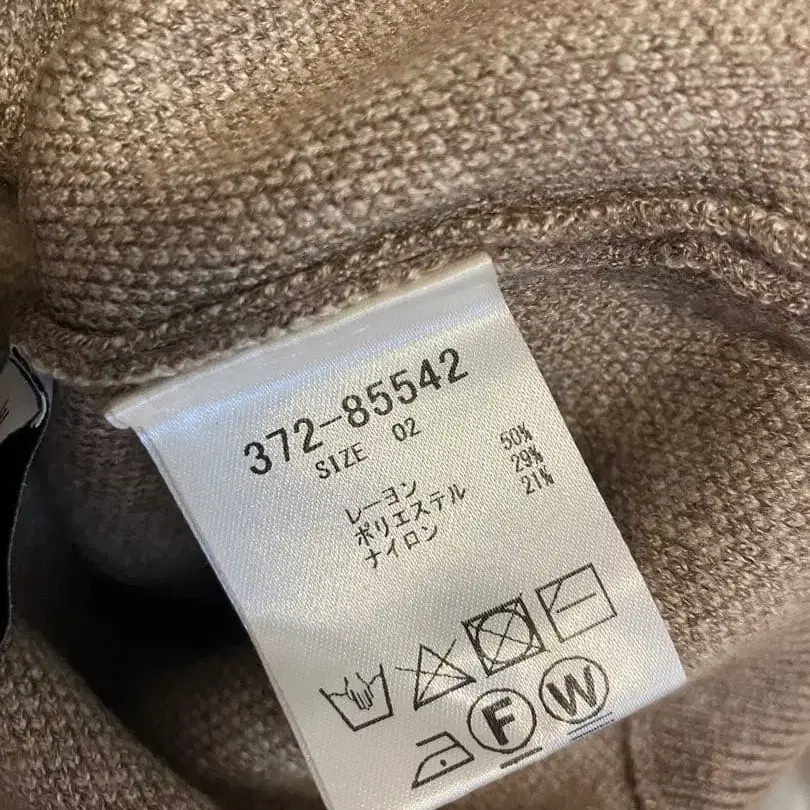 372-85542
SIZE 02
レーヨン 50%
ポリエステル 29%
ナイロン 21%
F W